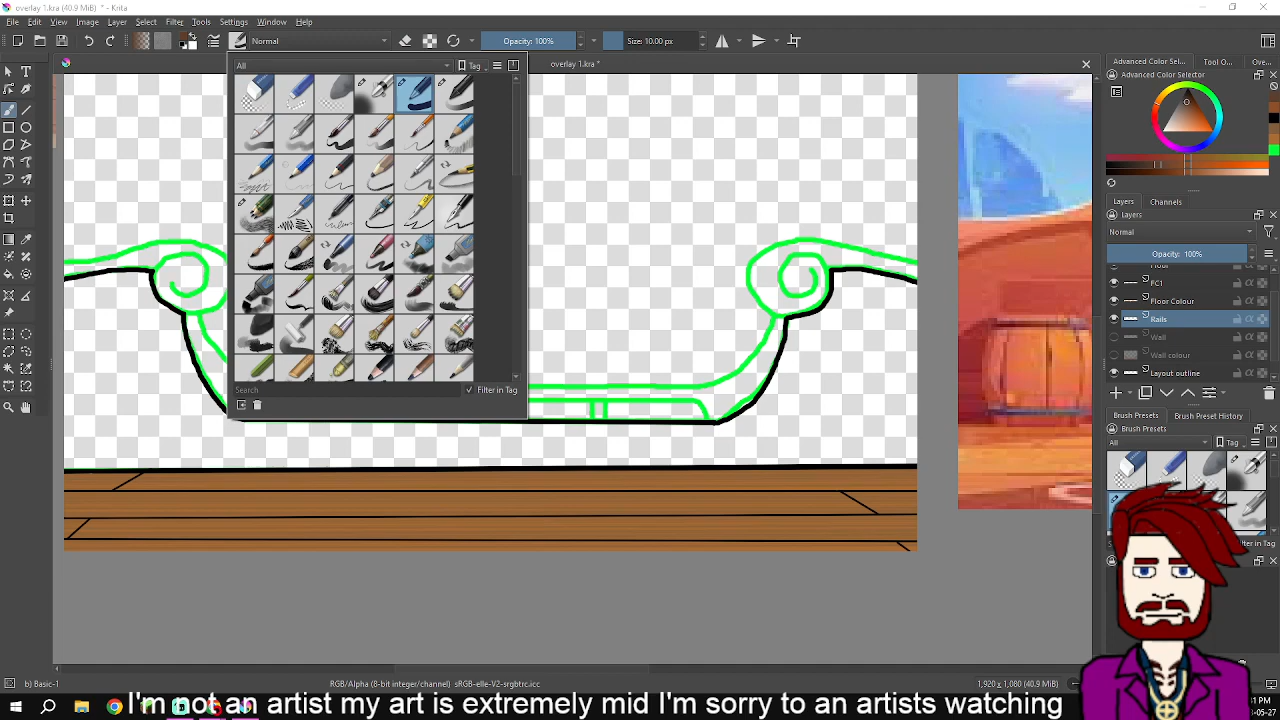 overlay 1.kra (40.9 MiB) * - Krita
File Edit View Image Layer Select Filter Tools Settings Window Help
Normal
Opacity: 100%
Size: 10.00 px
All
Tag
overlay 1.kra *
Advanced Color Sel...
Tool O...
Ove...
Advanced Color Selector
Layers
Channels
Layers
Normal
Opacity: 100%
Floor
FC1
Floor Colour
Rails
Wall
Wall colour
Layout outline
Search
Filter in Tag
Brush Presets
Brush Preset History
Brush Presets
All
Tag
er in Tag
b) Basic-1
RGB/Alpha (8-bit integer/channel) sRGB-elle-V2-srgbtrc.icc
1,920 x 1,080 (40.9 MiB)
I'm not an artist my art is extremely mid I'm sorry to an artists watching